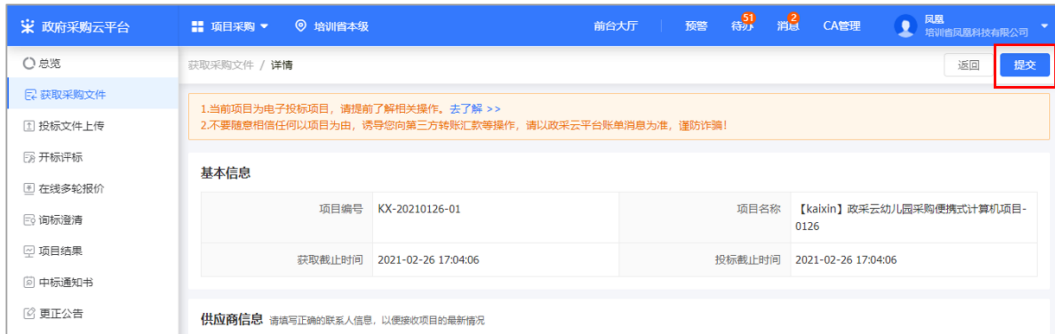 政府采购云平台 项目采购 培训省本级 前台大厅 预警 待办 51 消息 2 CA管理 凤凰
培训省凤凰科技有限公司
总览
获取采购文件
投标文件上传
开标评标
在线多轮报价
询标澄清
项目结果
中标通知书
更正公告
获取采购文件 / 详情 返回 提交
1.当前项目为电子投标项目，请提前了解相关操作。去了解 >>
2.不要随意相信任何以项目为由，诱导您向第三方转账汇款等操作，请以政采云平台账单消息为准，谨防诈骗！
基本信息
项目编号 KX-20210126-01 项目名称 【kaixin】政采云幼儿园采购便携式计算机项目-
0126
获取截止时间 2021-02-26 17:04:06 投标截止时间 2021-02-26 17:04:06
供应商信息 请填写正确的联系人信息，以便接收项目的最新情况